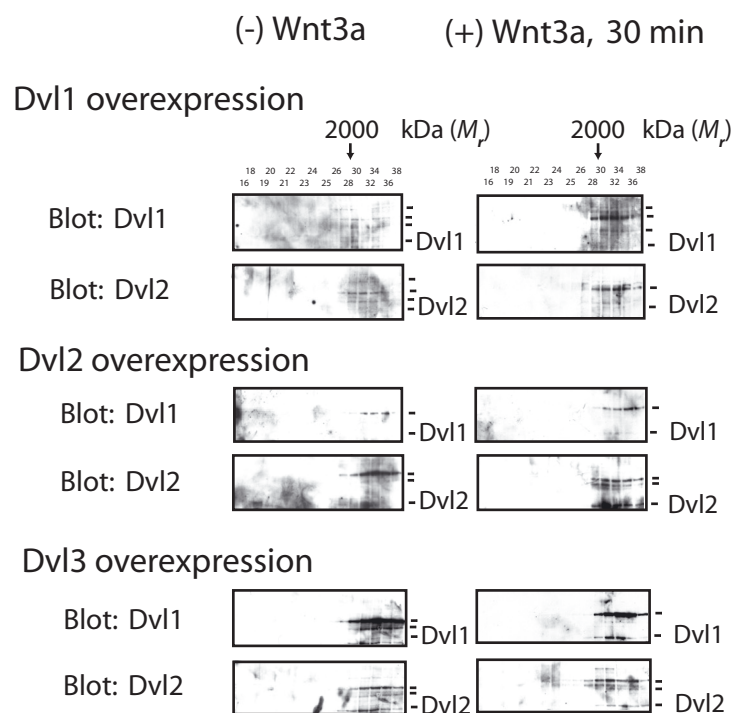 (-) Wnt3a (+) Wnt3a, 30 min
Dvl1 overexpression
2000 kDa (Mr) 2000 kDa (Mr)
18 20 22 24 26 30 34 38 18 20 22 24 26 30 34 38
16 19 21 23 25 28 32 36 16 19 21 23 25 28 32 36
Blot: Dvl1 Dvl1 Dvl1
Blot: Dvl2 Dvl2 Dvl2
Dvl2 overexpression
Blot: Dvl1 Dvl1 Dvl1
Blot: Dvl2 Dvl2 Dvl2
Dvl3 overexpression
Blot: Dvl1 Dvl1 Dvl1
Blot: Dvl2 Dvl2 Dvl2